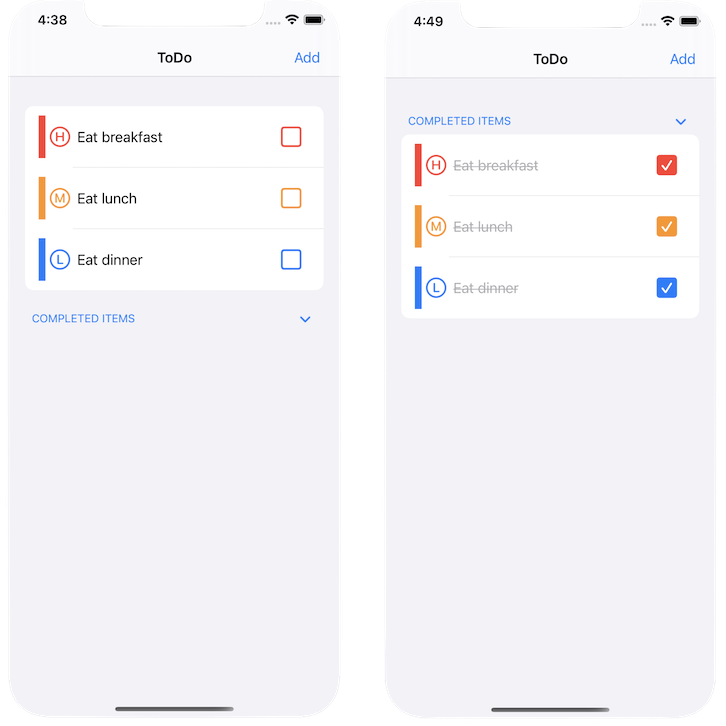 4:38
ToDo Add
H Eat breakfast
M Eat lunch
L Eat dinner
COMPLETED ITEMS
4:49
ToDo Add
COMPLETED ITEMS
H Eat breakfast
M Eat lunch
L Eat dinner